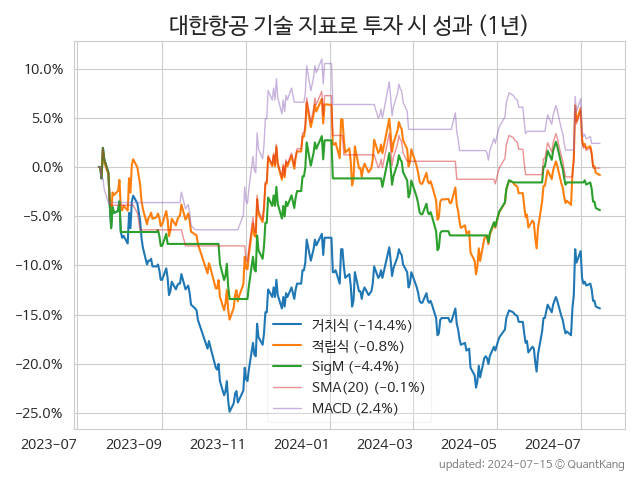 대한항공 기술 지표로 투자 시 성과 (1년)
10.0%
5.0%
0.0%
−5.0%
−10.0%
−15.0%
−20.0%
−25.0%
거치식 (−14.4%)
적립식 (−0.8%)
SigM (−4.4%)
SMA(20) (−0.1%)
MACD (2.4%)
2023−07 2023−09 2023−11 2024−01 2024−03 2024−05 2024−07
updated: 2024-07-15 © QuantKang